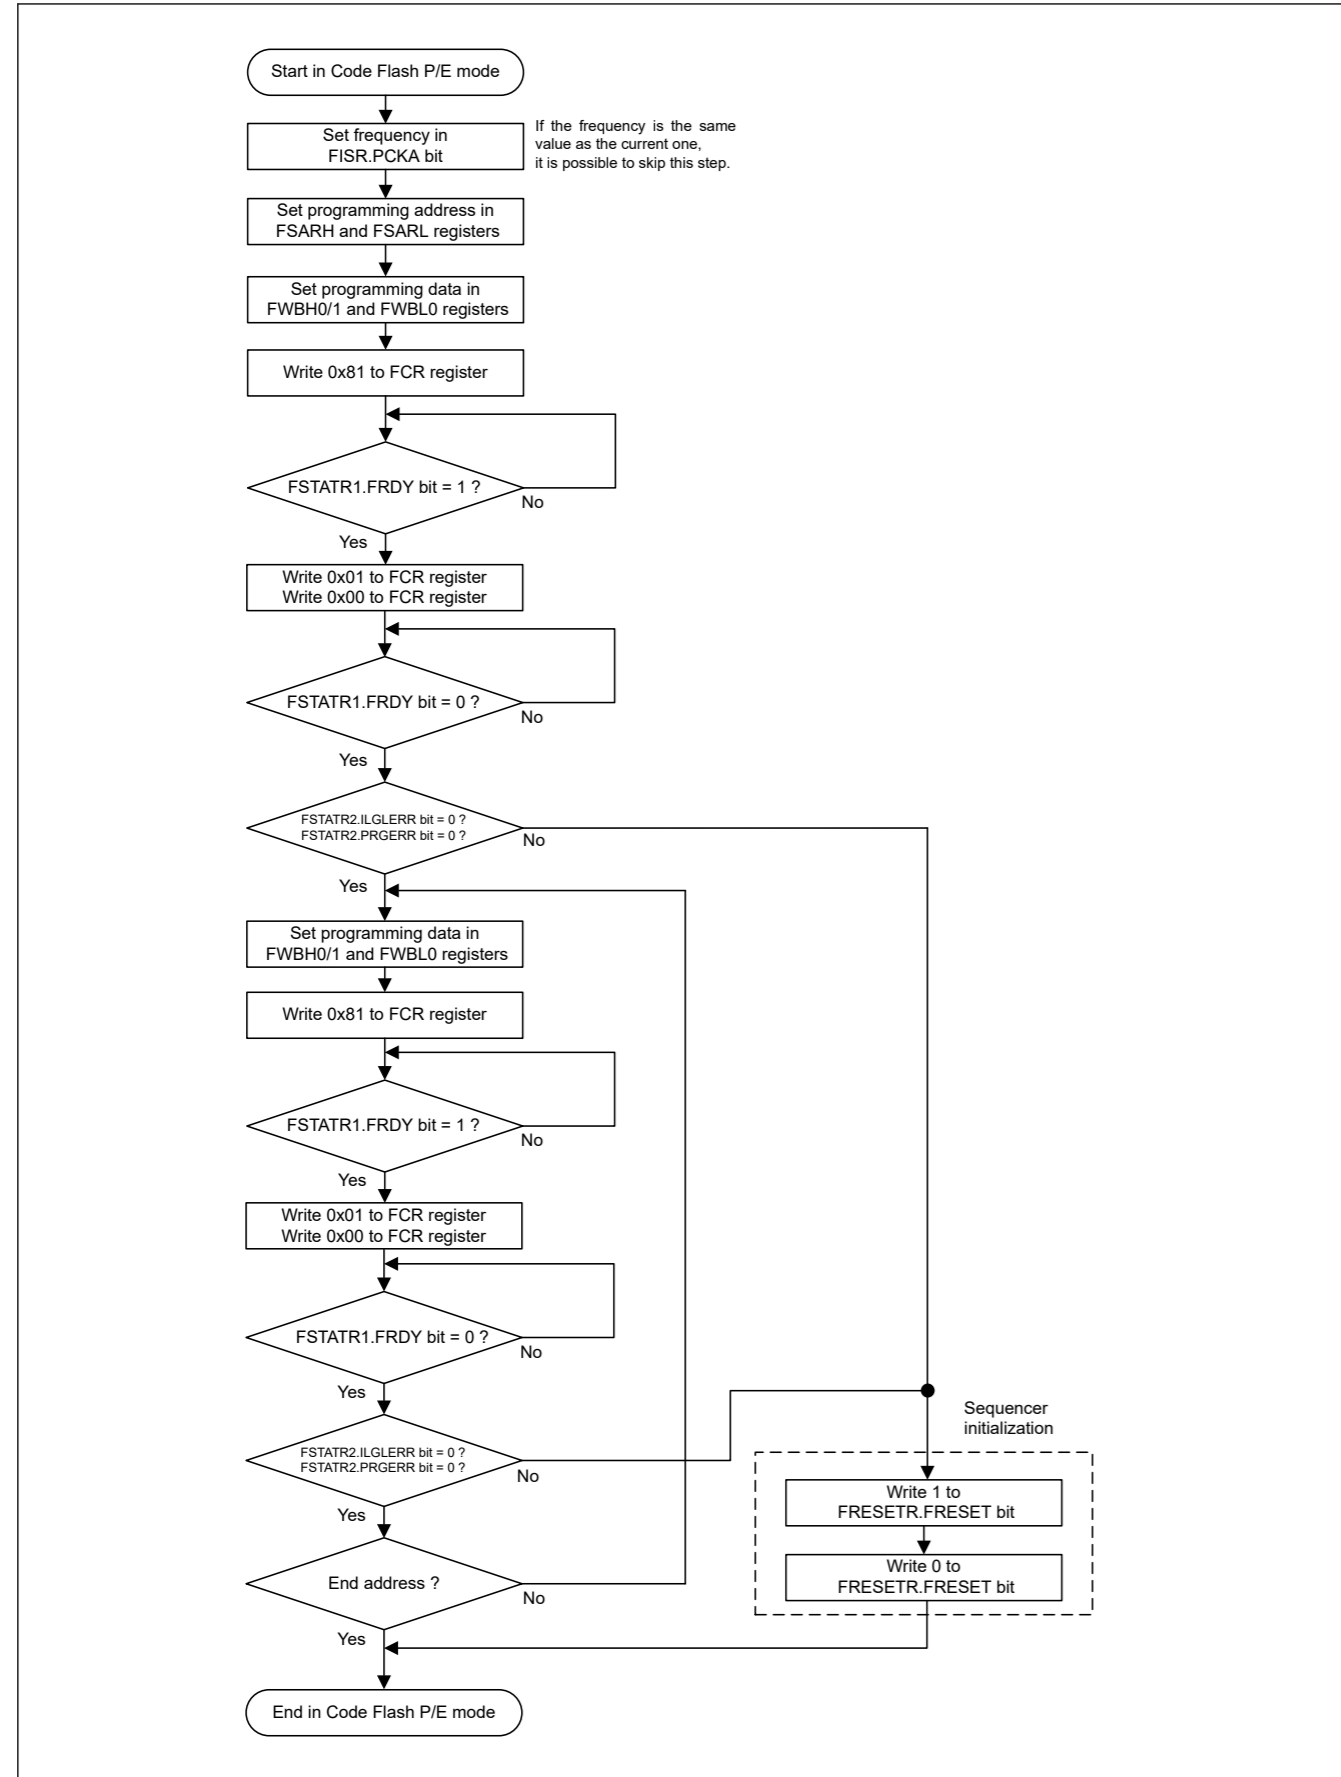 Start in Code Flash P/E mode
Set frequency in
FISR.PCKA bit
If the frequency is the same
value as the current one,
it is possible to skip this step.
Set programming address in
FSARH and FSARL registers
Set programming data in
FWBH0/1 and FWBL0 registers
Write 0x81 to FCR register
FSTATR1.FRDY bit = 1 ?
No
Yes
Write 0x01 to FCR register
Write 0x00 to FCR register
FSTATR1.FRDY bit = 0 ?
No
Yes
FSTATR2.ILGLERR bit = 0 ?
FSTATR2.PRGERR bit = 0 ?
No
Yes
Set programming data in
FWBH0/1 and FWBL0 registers
Write 0x81 to FCR register
FSTATR1.FRDY bit = 1 ?
No
Yes
Write 0x01 to FCR register
Write 0x00 to FCR register
FSTATR1.FRDY bit = 0 ?
No
Yes
FSTATR2.ILGLERR bit = 0 ?
FSTATR2.PRGERR bit = 0 ?
No
Yes
Sequencer
initialization
Write 1 to
FRESETR.FRESET bit
Write 0 to
FRESETR.FRESET bit
End address ?
No
Yes
End in Code Flash P/E mode